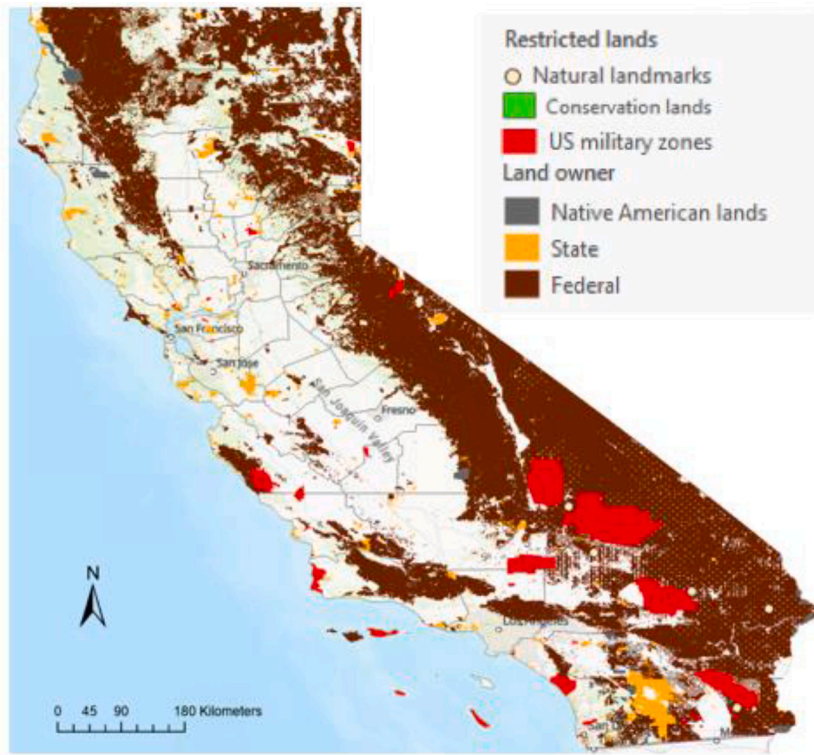 Restricted lands
Natural landmarks
Conservation lands
US military zones
Land owner
Native American lands
State
Federal
Sacramento
San Francisco
San Jose
San Joaquin Valley
Fresno
N
Los Angeles
0 45 90 180 Kilometers
San D